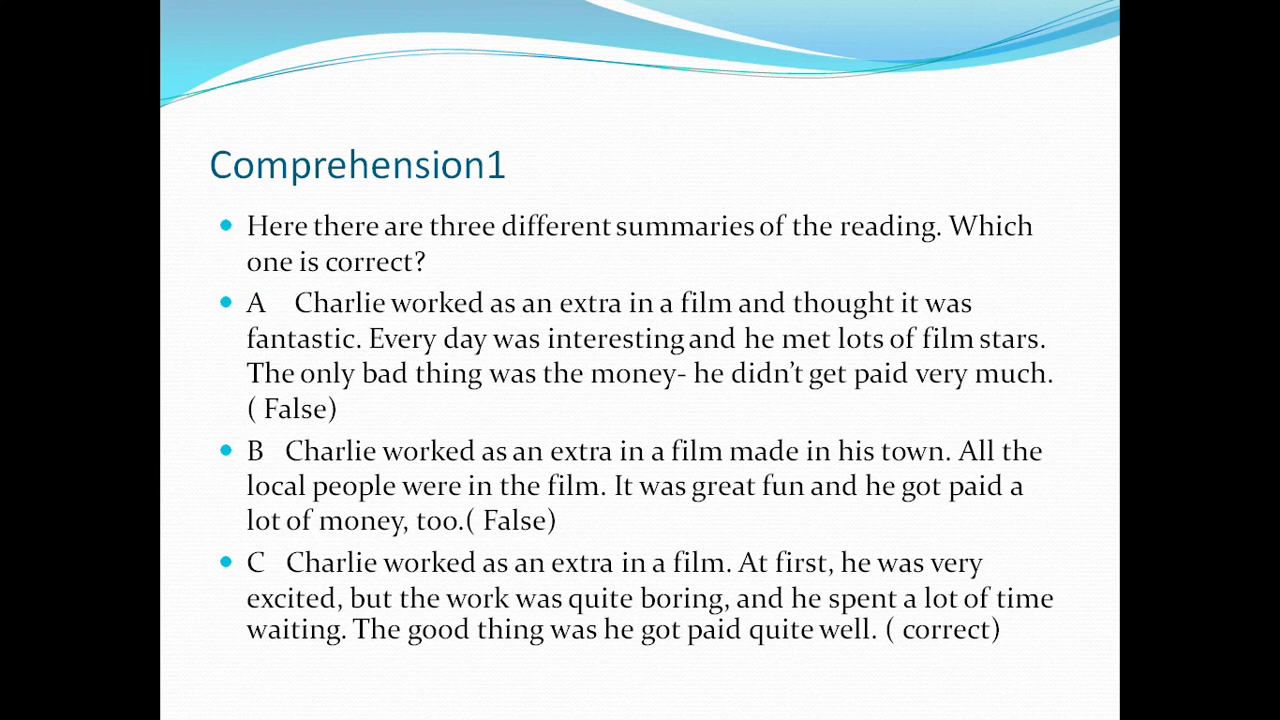 Comprehension1
Here there are three different summaries of the reading. Which
one is correct?
A Charlie worked as an extra in a film and thought it was
fantastic. Every day was interesting and he met lots of film stars.
The only bad thing was the money- he didn't get paid very much.
( False)
B Charlie worked as an extra in a film made in his town. All the
local people were in the film. It was great fun and he got paid a
lot of money, too.( False)
C Charlie worked as an extra in a film. At first, he was very
excited, but the work was quite boring, and he spent a lot of time
waiting. The good thing was he got paid quite well. ( correct)